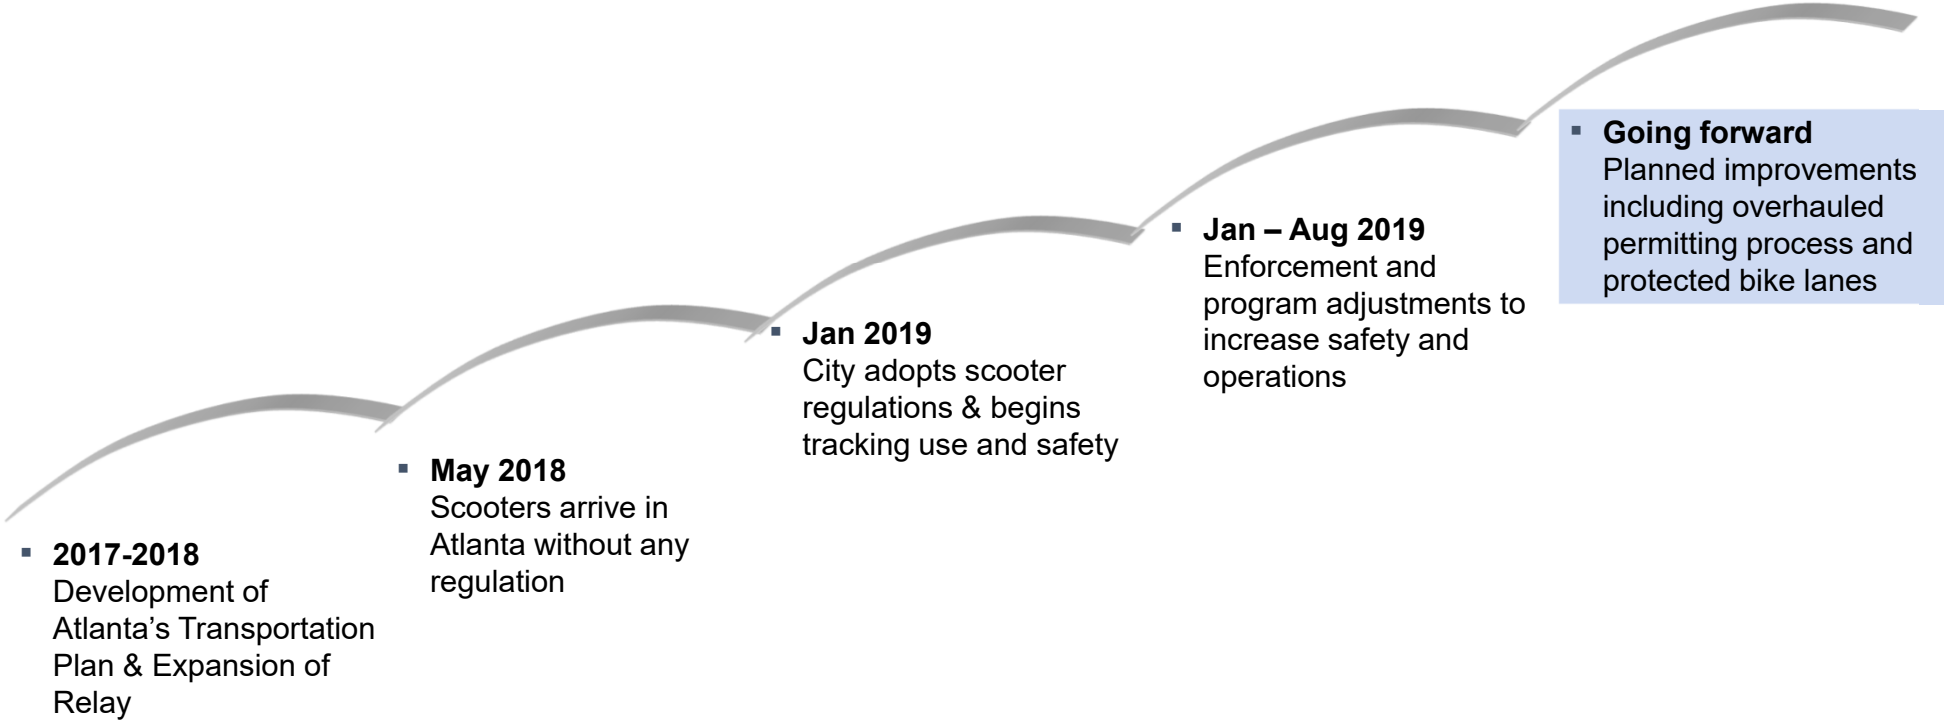 2017-2018
Development of
Atlanta’s Transportation
Plan & Expansion of
Relay
May 2018
Scooters arrive in
Atlanta without any
regulation
Jan 2019
City adopts scooter
regulations & begins
tracking use and safety
Jan – Aug 2019
Enforcement and
program adjustments to
increase safety and
operations
Going forward
Planned improvements
including overhauled
permitting process and
protected bike lanes